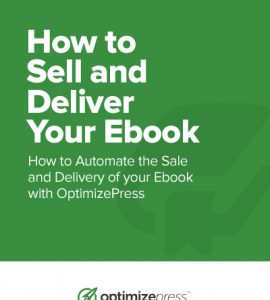 How to
Sell and
Deliver
Your Ebook
How to Automate the Sale
and Delivery of your Ebook
with OptimizePress
optimizepress™